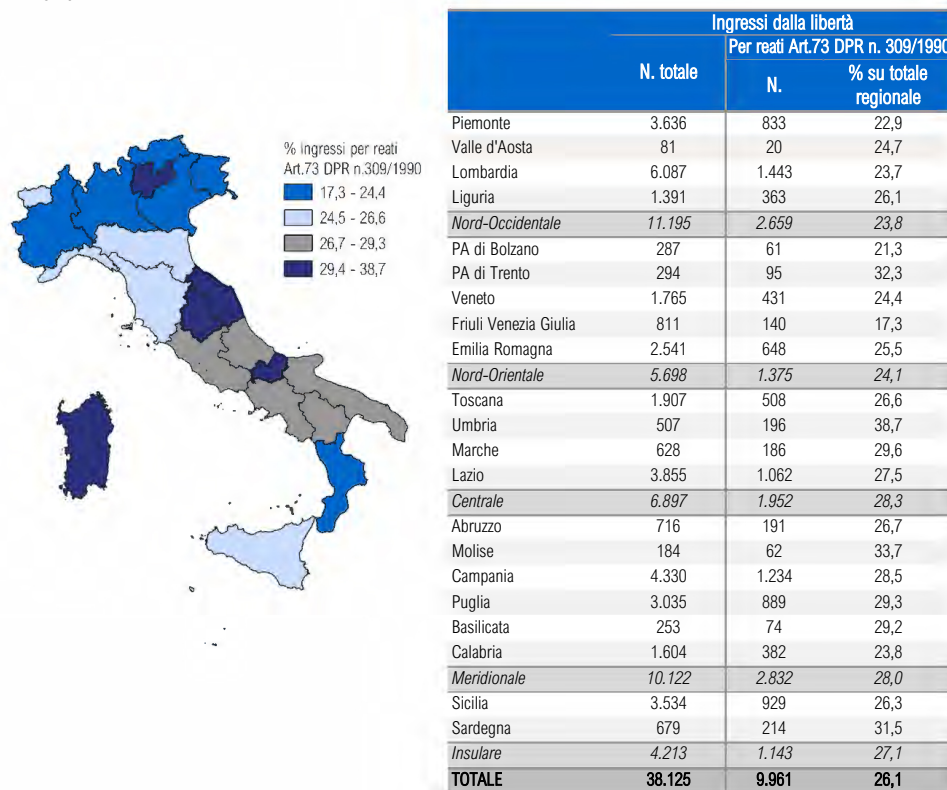 % ingressi per reati
Art.73 DPR n.309/1990
17,3 - 24,4
24,5 - 26,6
26,7 - 29,3
29,4 - 38,7
Ingressi dalla libertà
Per reati Art.73 DPR n. 309/1990
N. totale N. % su totale regionale
Piemonte 3.636 833 22,9
Valle d'Aosta 81 20 24,7
Lombardia 6.087 1.443 23,7
Liguria 1.391 363 26,1
Nord-Occidentale 11.195 2.659 23,8
PA di Bolzano 287 61 21,3
PA di Trento 294 95 32,3
Veneto 1.765 431 24,4
Friuli Venezia Giulia 811 140 17,3
Emilia Romagna 2.541 648 25,5
Nord-Orientale 5.698 1.375 24,1
Toscana 1.907 508 26,6
Umbria 507 196 38,7
Marche 628 186 29,6
Lazio 3.855 1.062 27,5
Centrale 6.897 1.952 28,3
Abruzzo 716 191 26,7
Molise 184 62 33,7
Campania 4.330 1.234 28,5
Puglia 3.035 889 29,3
Basilicata 253 74 29,2
Calabria 1.604 382 23,8
Meridionale 10.122 2.832 28,0
Sicilia 3.534 929 26,3
Sardegna 679 214 31,5
Insulare 4.213 1.143 27,1
TOTALE 38.125 9.961 26,1